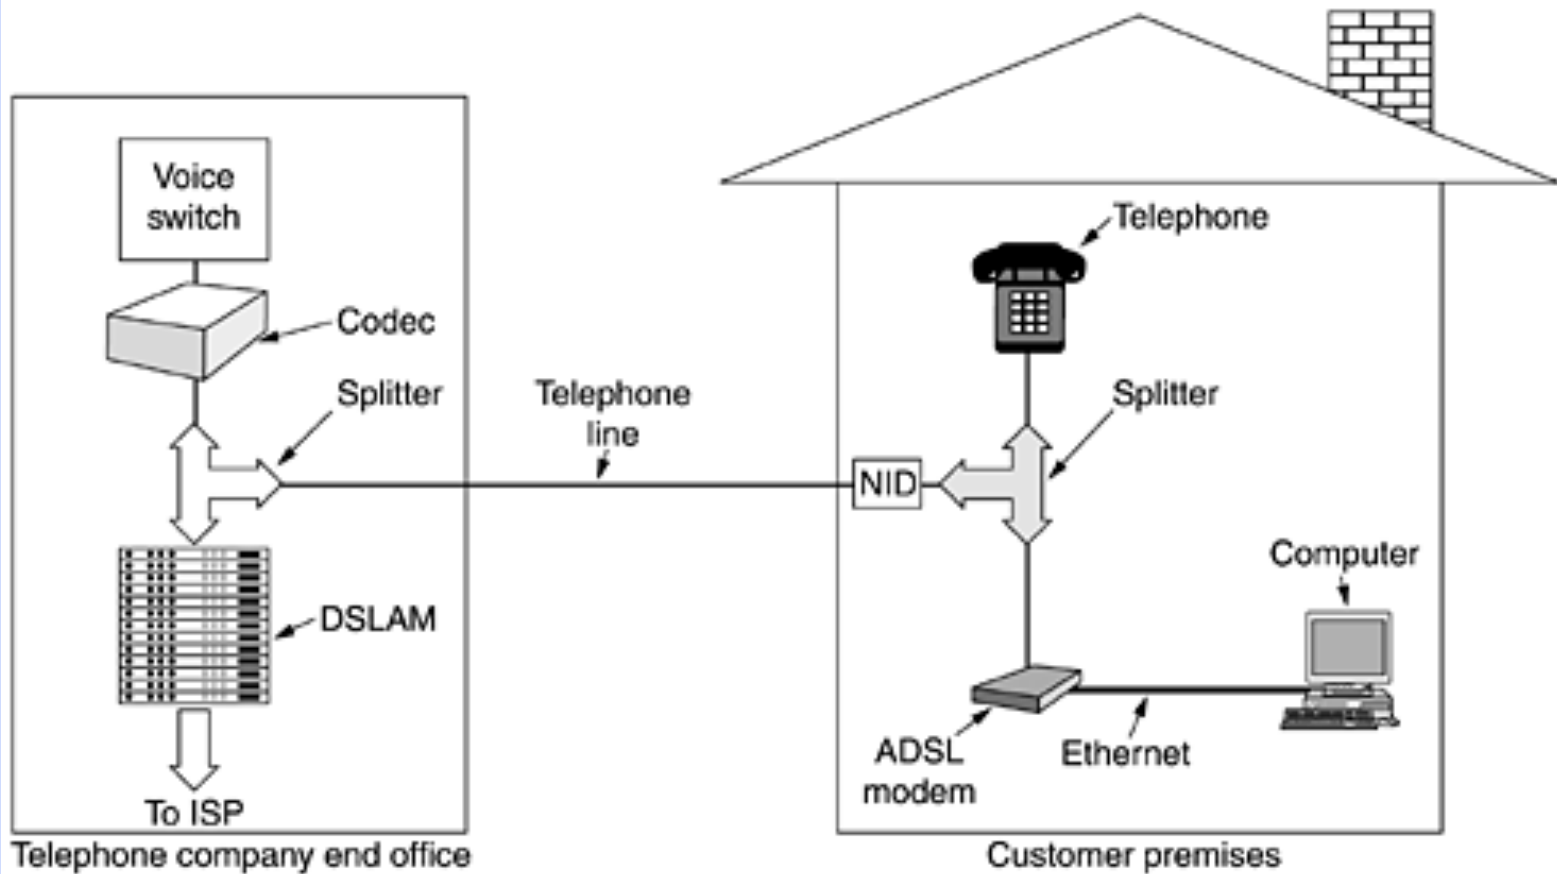 Voice
switch
Codec
Splitter
DSLAM
To ISP
Telephone company end office
Telephone
line
NID
Telephone
Splitter
Computer
ADSL
modem
Ethernet
Customer premises